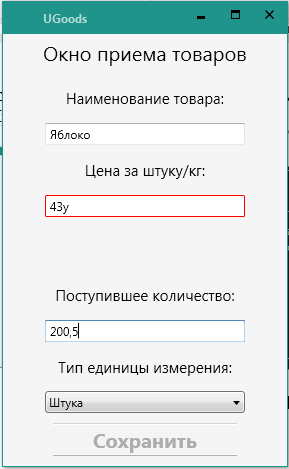 UGoods
Окно приема товаров
Наименование товара:
Яблоко
Цена за штуку/кг:
43у
Поступившее количество:
200,5
Тип единицы измерения:
Штука
Сохранить